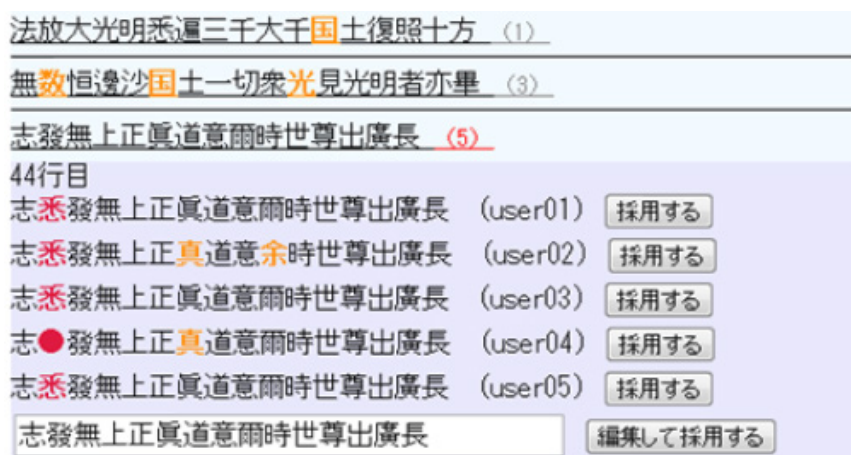 法放大光明悉遍三千大千国土復照十方 (1)
無数恒邊沙国土一切衆光見光明者亦畢 (3)
志發無上正眞道意爾時世尊出廣長 (5)
44行目
志悉發無上正眞道意爾時世尊出廣長 (user01) 採用する
志悉發無上正真道意余時世尊出廣長 (user02) 採用する
志悉發無上正眞道意爾時世尊出廣長 (user03) 採用する
志●發無上正真道意爾時世尊出廣長 (user04) 採用する
志悉發無上正眞道意爾時世尊出廣長 (user05) 採用する
志發無上正眞道意爾時世尊出廣長 編集して採用する